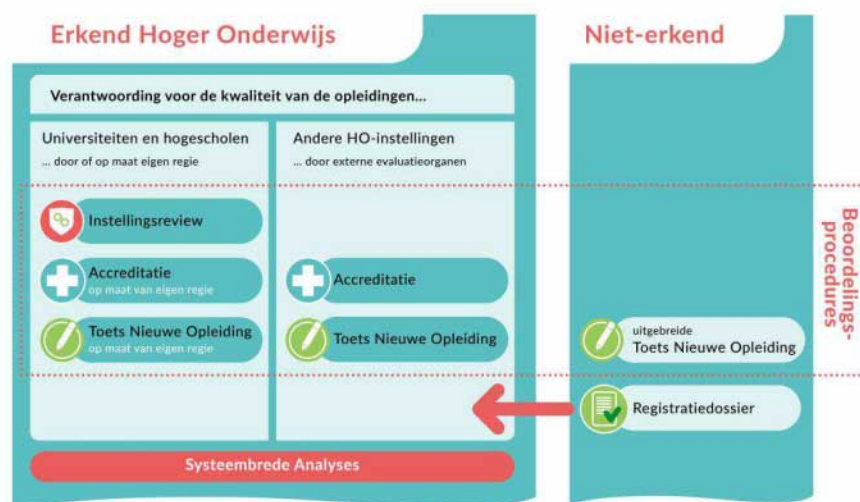 Erkend Hoger Onderwijs
Verantwoording voor de kwaliteit van de opleidingen...
Universiteiten en hogescholen
... door of op maat eigen regie
Instellingsreview
Accreditatie
op maat van eigen regie
Toets Nieuwe Opleiding
op maat van eigen regie
Andere HO-instellingen
... door externe evaluatieorganen
Accreditatie
Toets Nieuwe Opleiding
Systeembrede Analyses
Niet-erkend
uitgebreide
Toets Nieuwe Opleiding
Registratiedossier
Beoordelings-
procedures